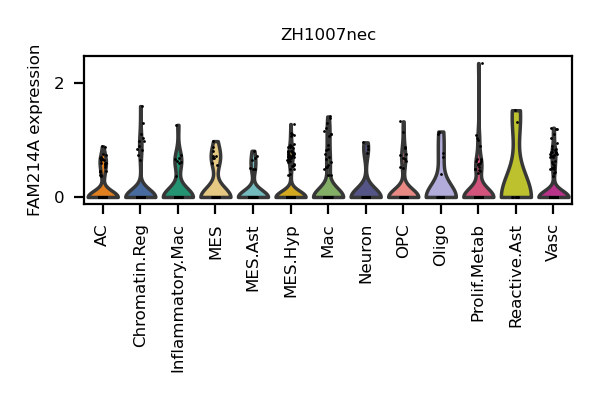 ZH1007nec
FAM214A expression
2
0
AC
Chromatin.Reg
Inflammatory.Mac
MES
MES.Ast
MES.Hyp
Mac
Neuron
OPC
Oligo
Prolif.Metab
Reactive.Ast
Vasc